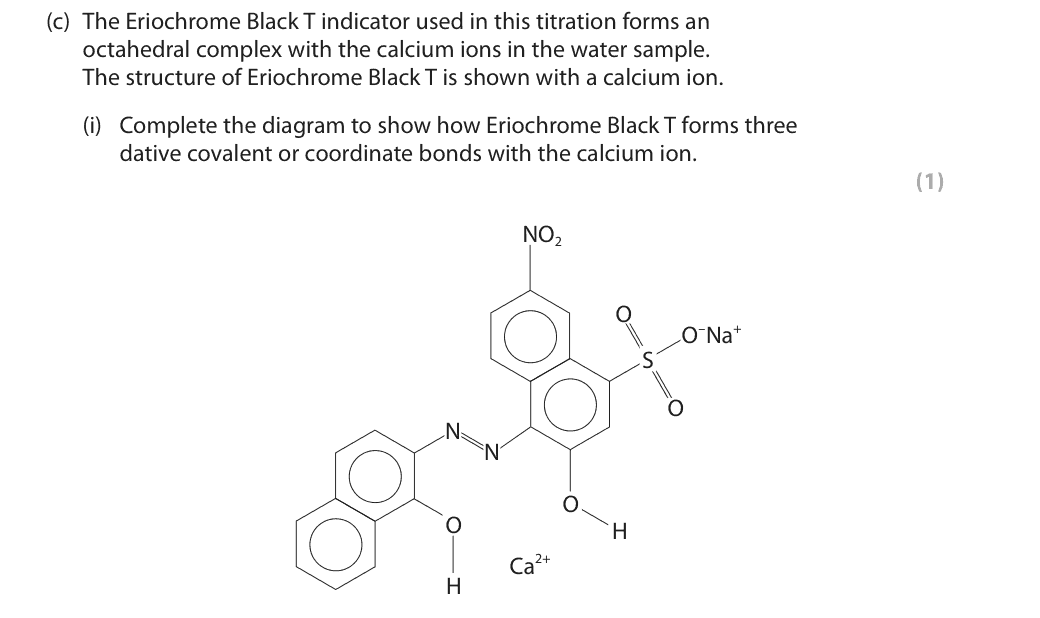 (c) The Eriochrome Black T indicator used in this titration forms an
octahedral complex with the calcium ions in the water sample.
The structure of Eriochrome Black T is shown with a calcium ion.
(i) Complete the diagram to show how Eriochrome Black T forms three
dative covalent or coordinate bonds with the calcium ion.
(1)
NO₂
O
O⁻Na⁺
S
O
N
N
O
H
O
Ca²⁺
H